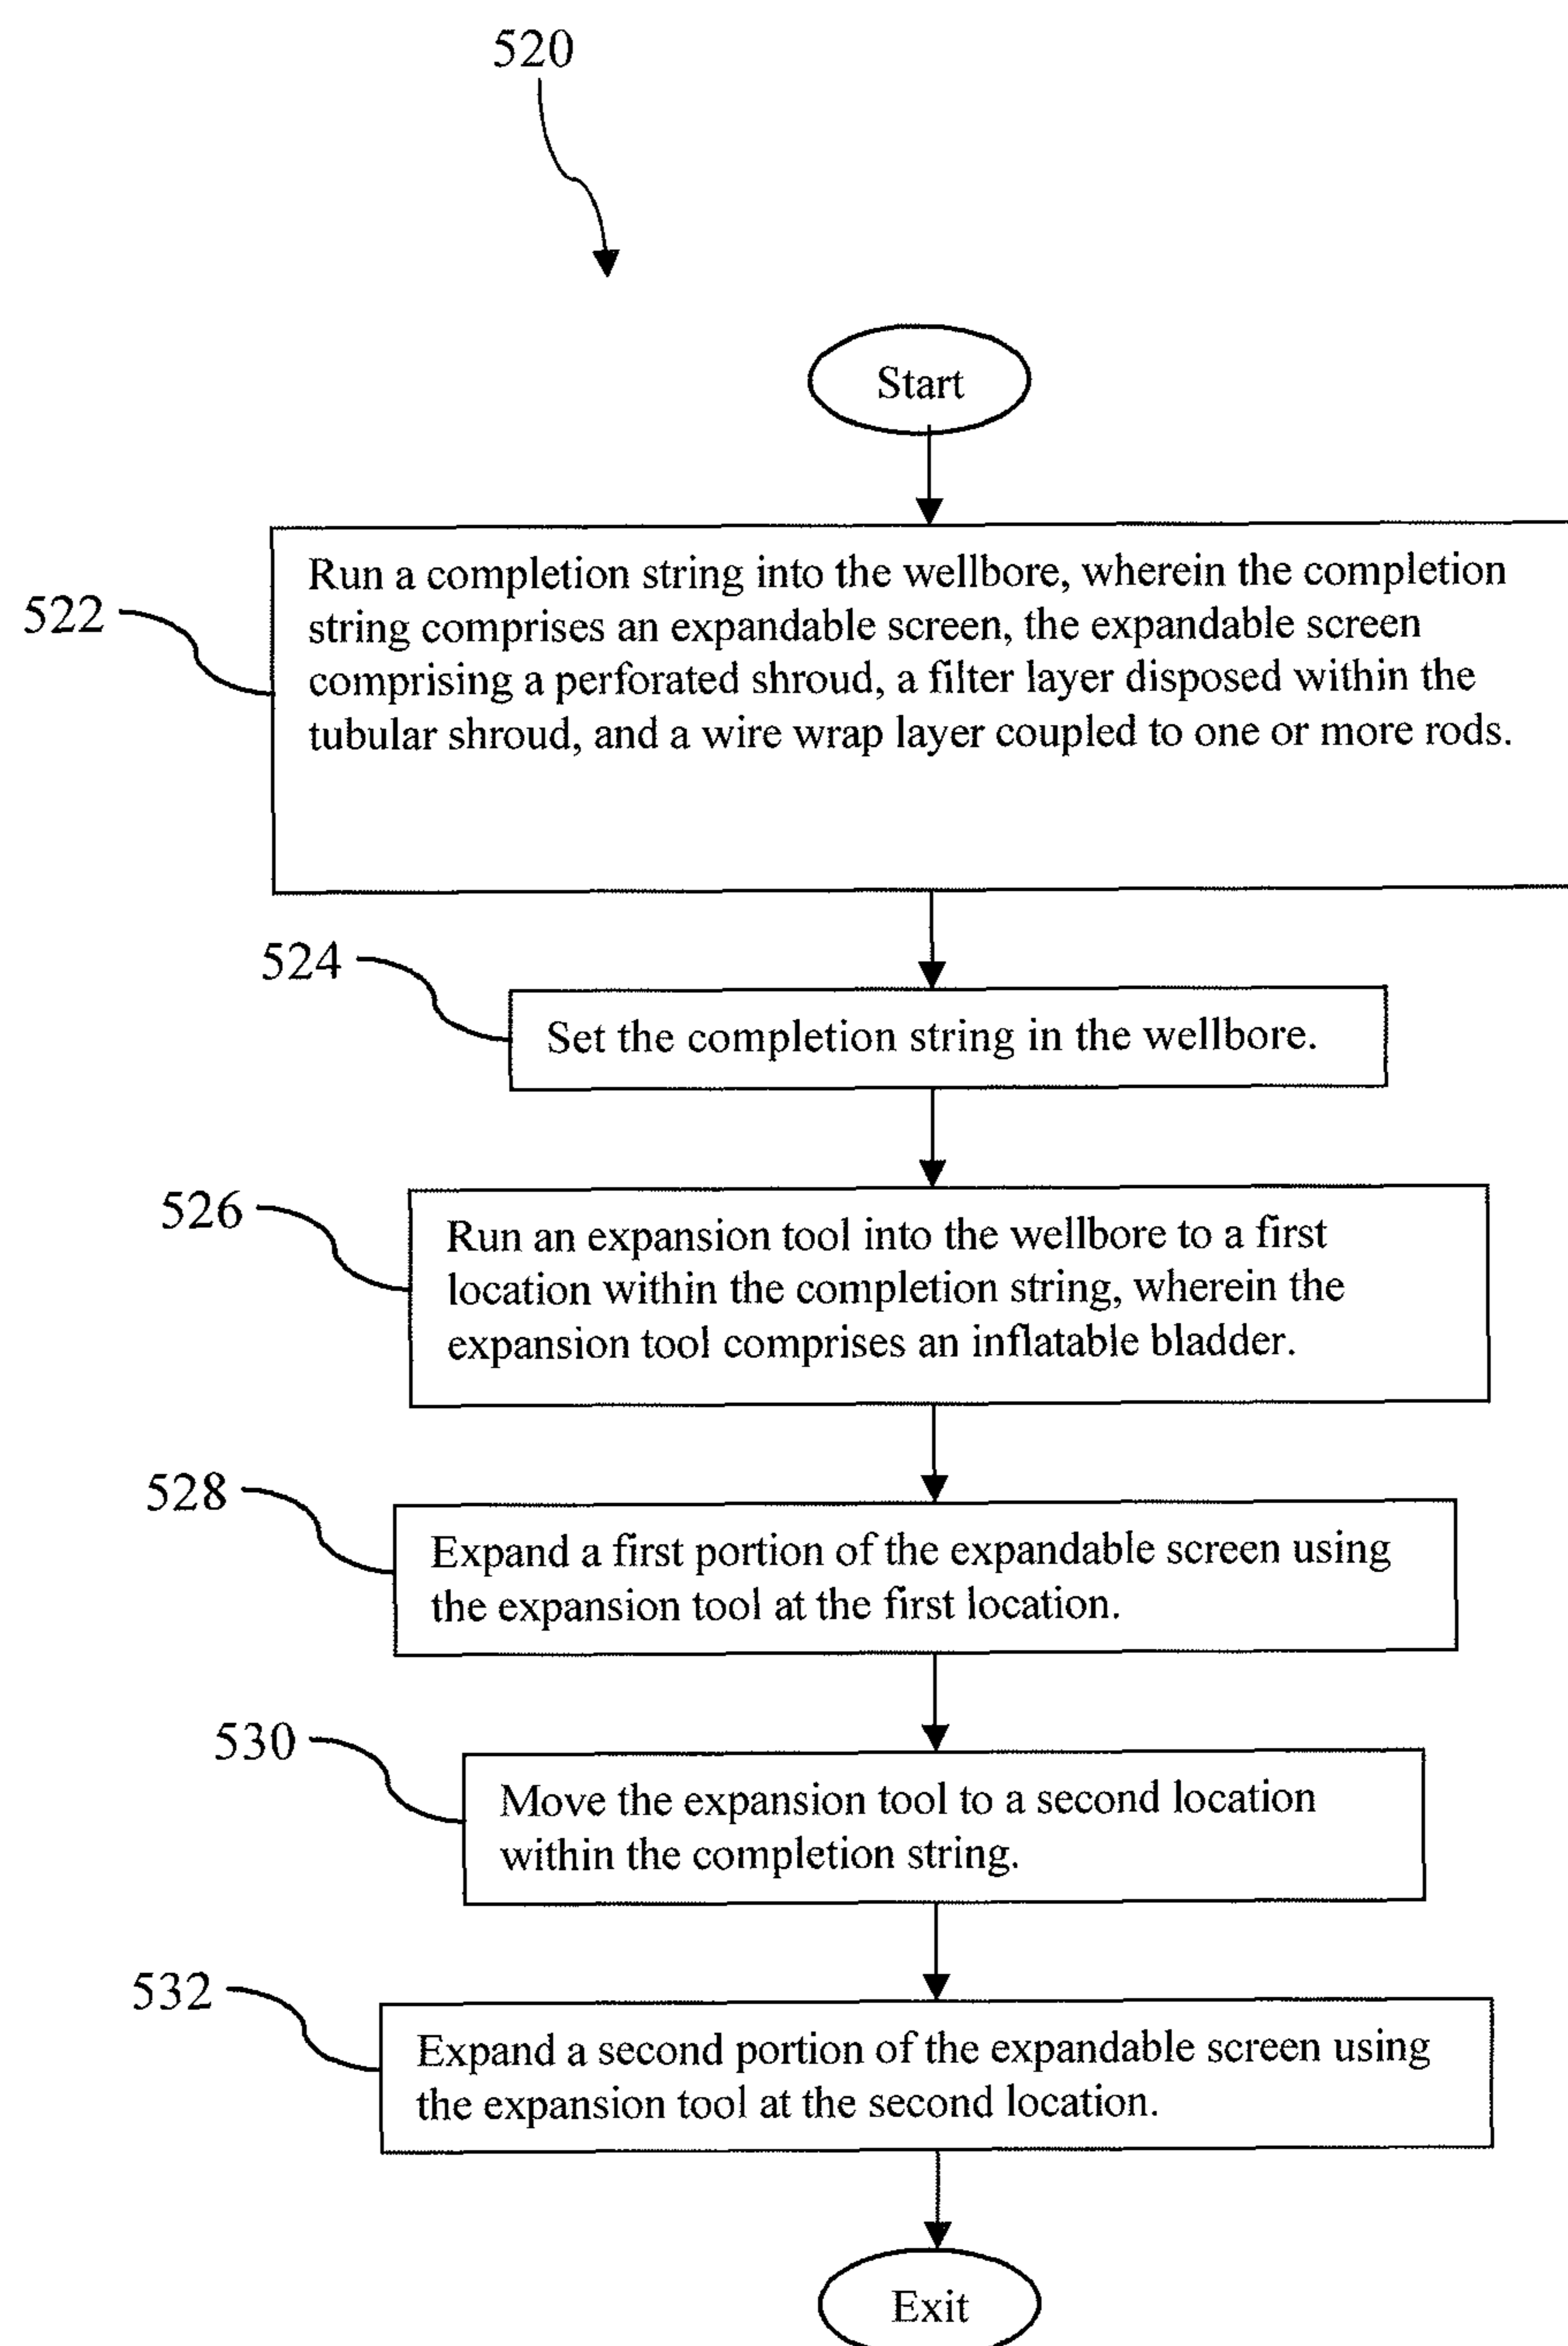 520
Start
522
Run a completion string into the wellbore, wherein the completion
string comprises an expandable screen, the expandable screen
comprising a perforated shroud, a filter layer disposed within the
tubular shroud, and a wire wrap layer coupled to one or more rods.
524
Set the completion string in the wellbore.
526
Run an expansion tool into the wellbore to a first
location within the completion string, wherein the
expansion tool comprises an inflatable bladder.
528
Expand a first portion of the expandable screen using
the expansion tool at the first location.
530
Move the expansion tool to a second location
within the completion string.
532
Expand a second portion of the expandable screen using
the expansion tool at the second location.
Exit